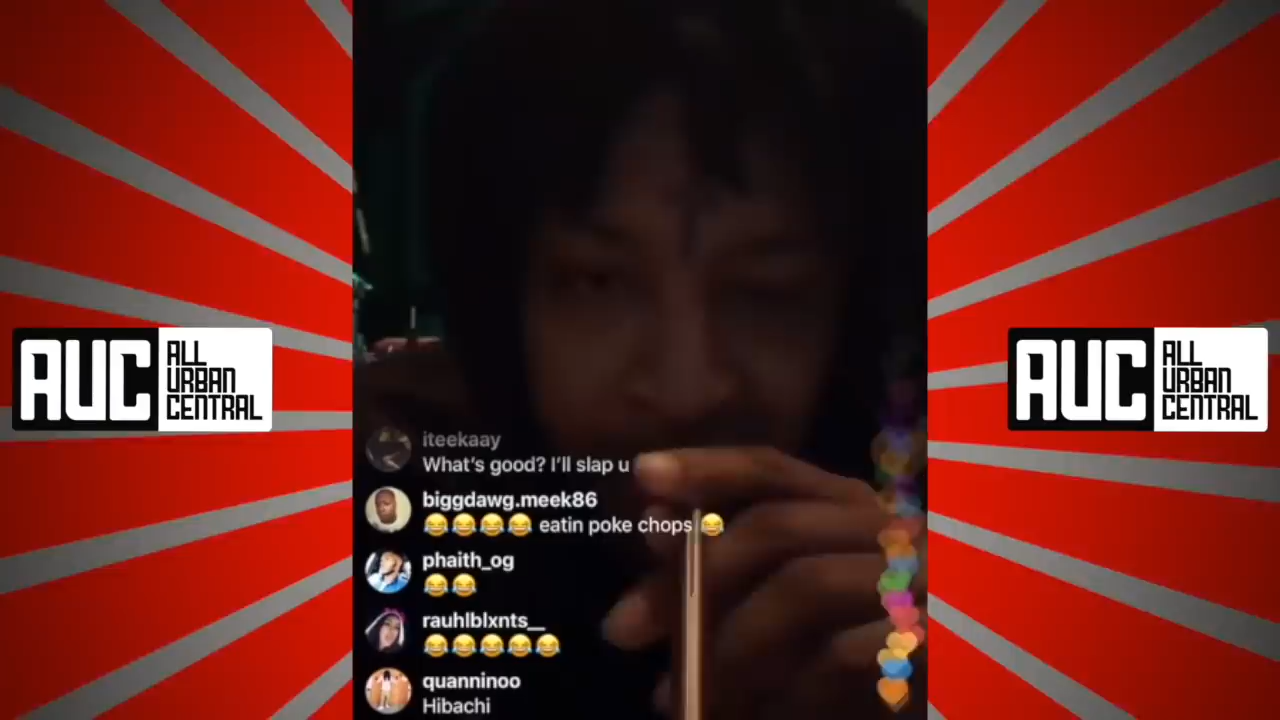 AUC
ALL
URBAN
CENTRAL
iteekaay
What's good? I'll slap u
biggdawg.meek86
😂😂😂😂 eatin poke chops 😂
phaith_og
😂😂
rauhlblxnts__
😂😂😂😂😂
quanninoo
Hibachi
AUC
ALL
URBAN
CENTRAL